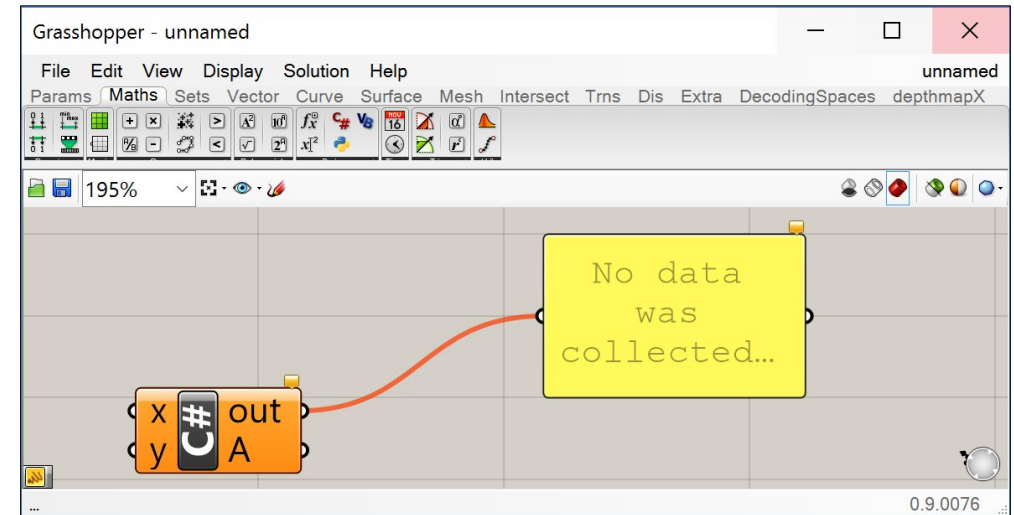 Grasshopper - unnamed
File Edit View Display Solution Help unnamed
Params Maths Sets Vector Curve Surface Mesh Intersect Trns Dis Extra DecodingSpaces depthmapX
195%
No data
was
collected…
x C# out
y A
... 0.9.0076